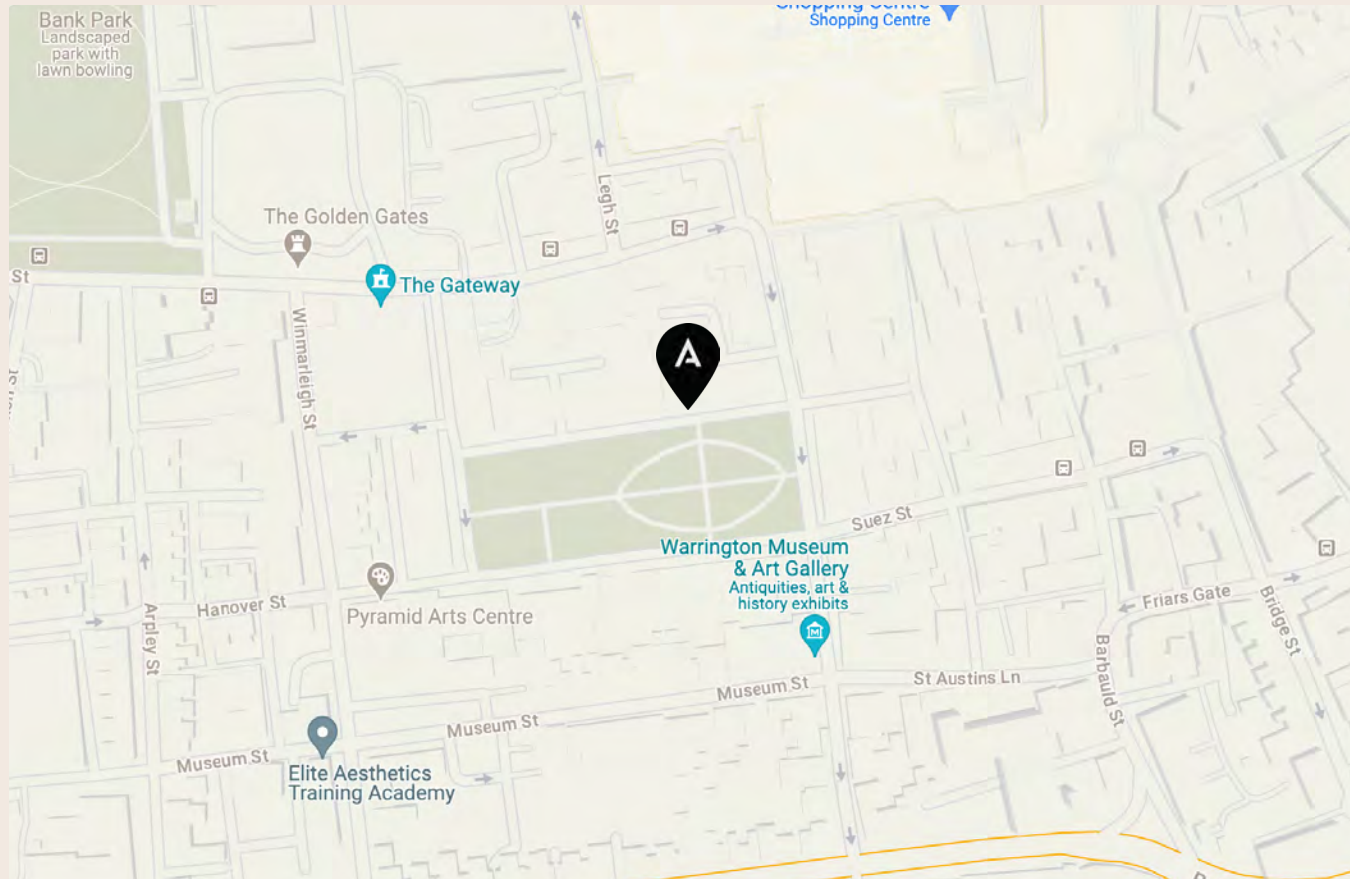 Shopping Centre
Shopping Centre
Bank Park
Landscaped
park with
lawn bowling
Legh St
The Golden Gates
St
The Gateway
Winmarleigh St
A
Suez St
Warrington Museum
& Art Gallery
Antiquities, art &
history exhibits
M
Hanover St
Pyramid Arts Centre
Arpley St
Friars Gate
Bridge St
Barbauld St
St Austins Ln
Museum St
Museum St
Museum St
Elite Aesthetics
Training Academy